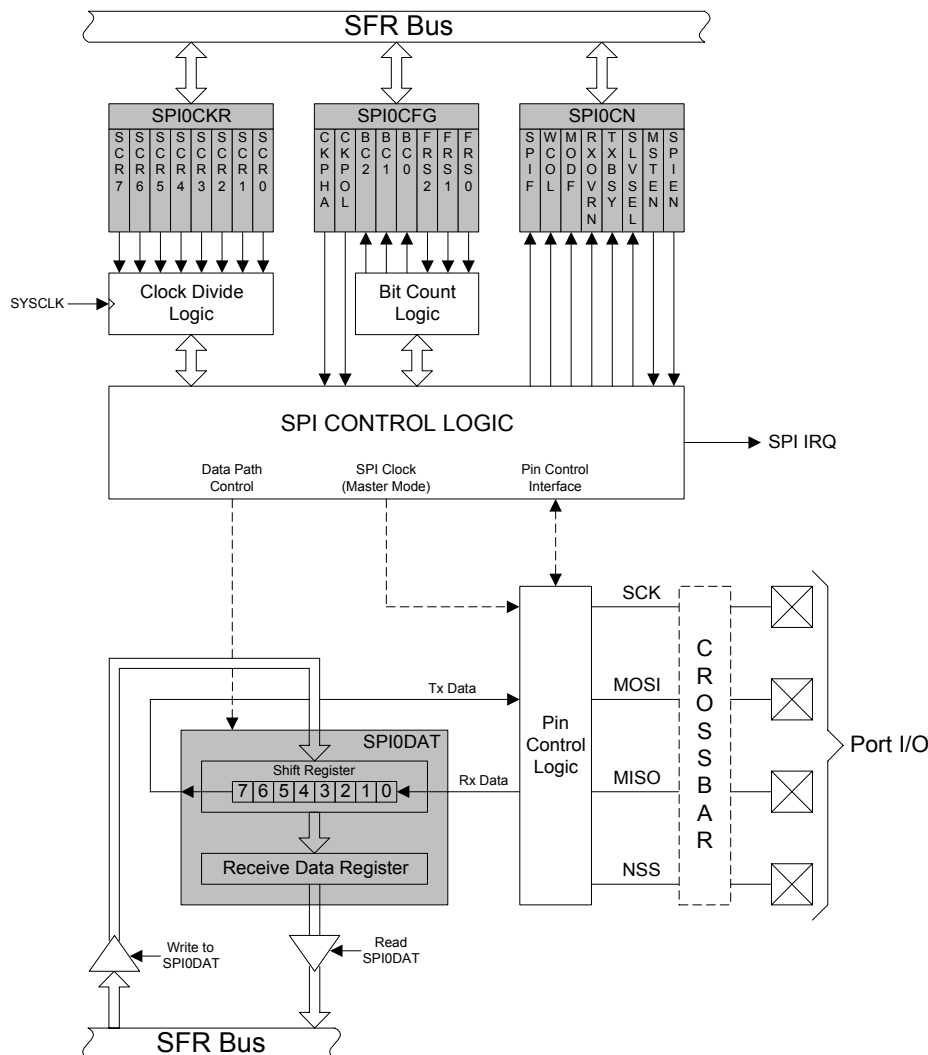 SFR Bus
SPI0CKR
SCR7 SCR6 SCR5 SCR4 SCR3 SCR2 SCR1 SCR0
SPI0CFG
CKPHA CKPOL BC2 BC1 BC0 FRS2 FRS1 FRS0
SPI0CN
SPIF WCOL MODF RXOVRN TXBSY SLVSEL MSTEN SPIEN
SYSCLK
Clock Divide
Logic
Bit Count
Logic
SPI CONTROL LOGIC
SPI IRQ
Data Path
Control
SPI Clock
(Master Mode)
Pin Control
Interface
SCK
MOSI
MISO
NSS
Pin
Control
Logic
CROSSBAR
Port I/O
Tx Data
SPI0DAT
Shift Register
7 6 5 4 3 2 1 0
Rx Data
Receive Data Register
Write to
SPI0DAT
Read
SPI0DAT
SFR Bus